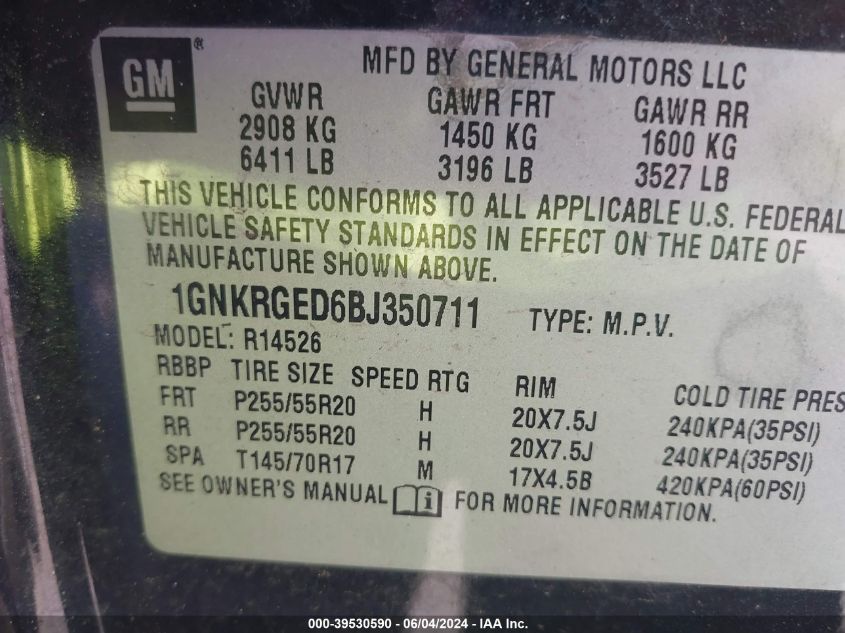 GM ®
MFD BY GENERAL MOTORS LLC
GVWR GAWR FRT GAWR RR
2908 KG 1450 KG 1600 KG
6411 LB 3196 LB 3527 LB
THIS VEHICLE CONFORMS TO ALL APPLICABLE U.S. FEDERAL
VEHICLE SAFETY STANDARDS IN EFFECT ON THE DATE OF
MANUFACTURE SHOWN ABOVE.
1GNKRGED6BJ350711 TYPE: M.P.V.
MODEL: R14526
RBBP TIRE SIZE SPEED RTG RIM COLD TIRE PRES
FRT P255/55R20 H 20X7.5J 240KPA(35PSI)
RR P255/55R20 H 20X7.5J 240KPA(35PSI)
SPA T145/70R17 M 17X4.5B 420KPA(60PSI)
SEE OWNER'S MANUAL i FOR MORE INFORMATION.
000-39530590 - 06/04/2024 - IAA Inc.